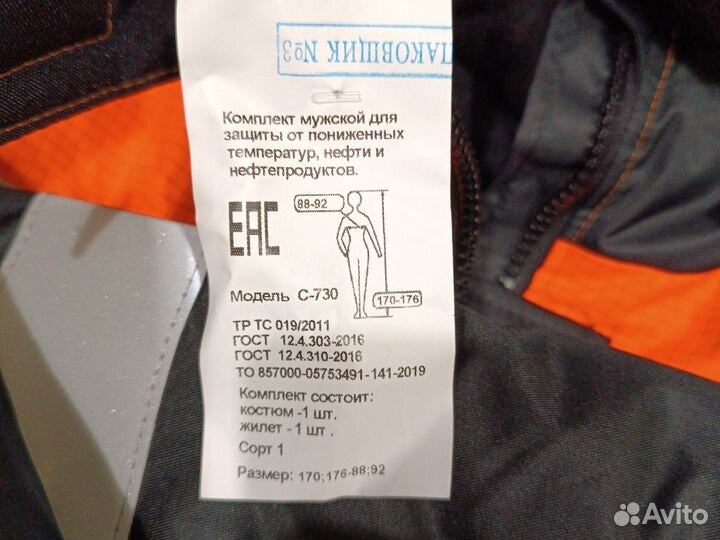 УПАКОВЩИК №3
Комплект мужской для
защиты от пониженных
температур, нефти и
нефтепродуктов.
88-92
ЕАС
170-176
Модель С-730
ТР ТС 019/2011
ГОСТ 12.4.303-2016
ГОСТ 12.4.310-2016
ТО 857000-05753491-141-2019
Комплект состоит:
костюм -1 шт.
жилет - 1 шт .
Сорт 1
Размер: 170;176-88;92
Avito